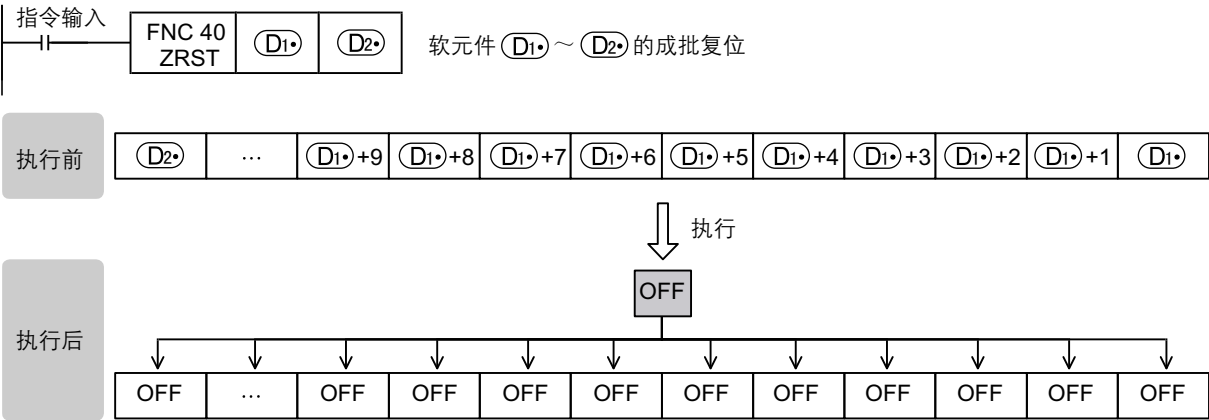 指令输入
FNC 40
ZRST
D1• D2• 软元件 D1• ～ D2• 的成批复位
执行前 D2• … D1•+9 D1•+8 D1•+7 D1•+6 D1•+5 D1•+4 D1•+3 D1•+2 D1•+1 D1•
执行
OFF
执行后
OFF … OFF OFF OFF OFF OFF OFF OFF OFF OFF OFF